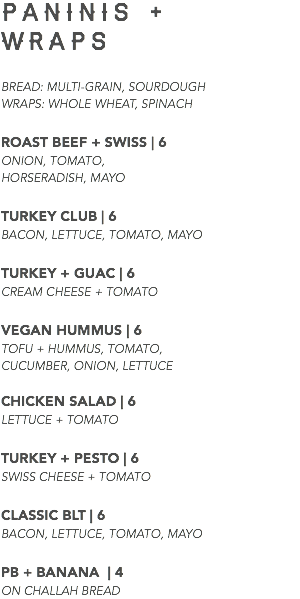 PANINIS +
WRAPS
BREAD: MULTI-GRAIN, SOURDOUGH
WRAPS: WHOLE WHEAT, SPINACH
ROAST BEEF + SWISS | 6
ONION, TOMATO,
HORSERADISH, MAYO
TURKEY CLUB | 6
BACON, LETTUCE, TOMATO, MAYO
TURKEY + GUAC | 6
CREAM CHEESE + TOMATO
VEGAN HUMMUS | 6
TOFU + HUMMUS, TOMATO,
CUCUMBER, ONION, LETTUCE
CHICKEN SALAD | 6
LETTUCE + TOMATO
TURKEY + PESTO | 6
SWISS CHEESE + TOMATO
CLASSIC BLT | 6
BACON, LETTUCE, TOMATO, MAYO
PB + BANANA | 4
ON CHALLAH BREAD